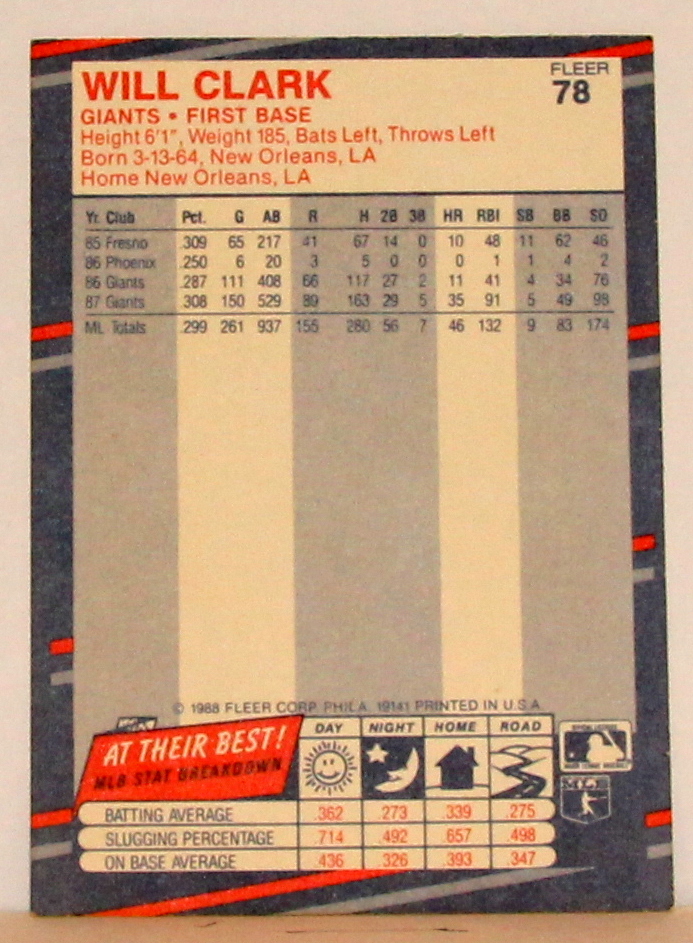 WILL CLARK
FLEER
78
GIANTS • FIRST BASE
Height 6'1", Weight 185, Bats Left, Throws Left
Born 3-13-64, New Orleans, LA
Home New Orleans, LA
Yr. Club Pct. G AB R H 2B 3B HR RBI SB BB SO
85 Fresno .309 65 217 41 67 14 0 10 48 11 62 46
86 Phoenix .250 6 20 3 5 0 0 0 1 1 4 2
86 Giants .287 111 408 66 117 27 2 11 41 4 34 76
87 Giants .308 150 529 89 163 29 5 35 91 5 49 98
ML Totals .299 261 937 155 280 56 7 46 132 9 83 174
© 1988 FLEER CORP. PHILA. 19141 PRINTED IN U.S.A.
AT THEIR BEST!
MLB STAT BREAKDOWN
DAY NIGHT HOME ROAD
BATTING AVERAGE .362 .273 .339 .275
SLUGGING PERCENTAGE .714 .492 .657 .498
ON BASE AVERAGE .436 .326 .393 .347